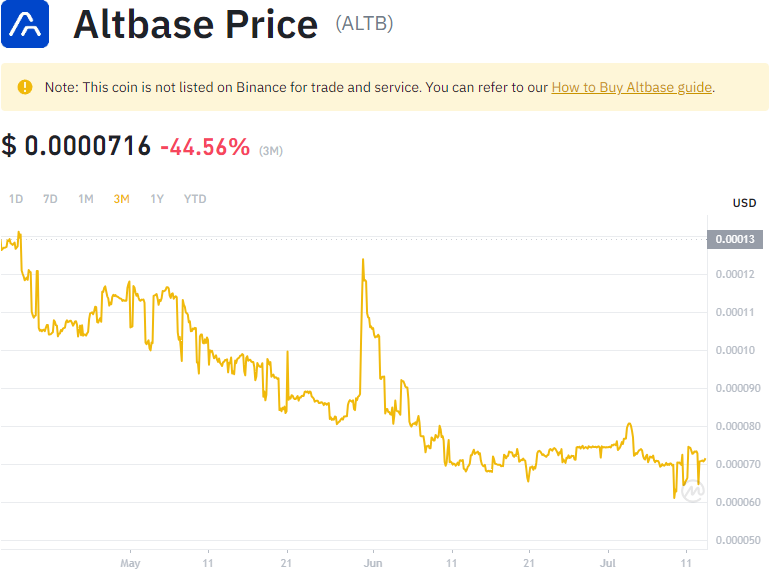 Altbase Price (ALTB)
Note: This coin is not listed on Binance for trade and service. You can refer to our How to Buy Altbase guide.
$ 0.0000716 -44.56% (3M)
1D 7D 1M 3M 1Y YTD
USD
0.00013
0.00012
0.00011
0.00010
0.000090
0.000080
0.000070
0.000060
0.000050
May 11 21 Jun 11 21 Jul 11